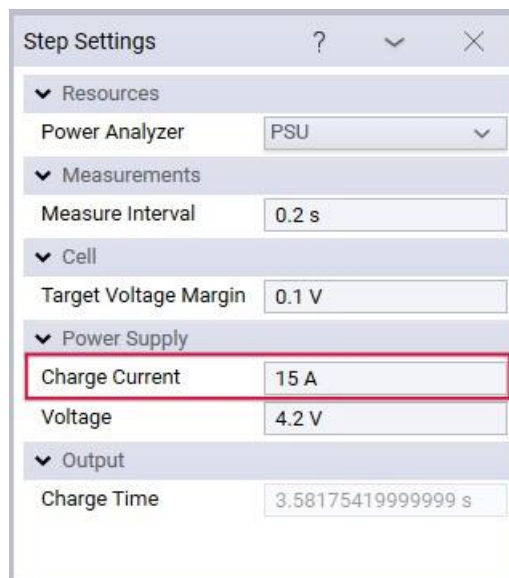 Step Settings ?
Resources
Power Analyzer PSU
Measurements
Measure Interval 0.2 s
Cell
Target Voltage Margin 0.1 V
Power Supply
Charge Current 15 A
Voltage 4.2 V
Output
Charge Time 3.58175419999999 s